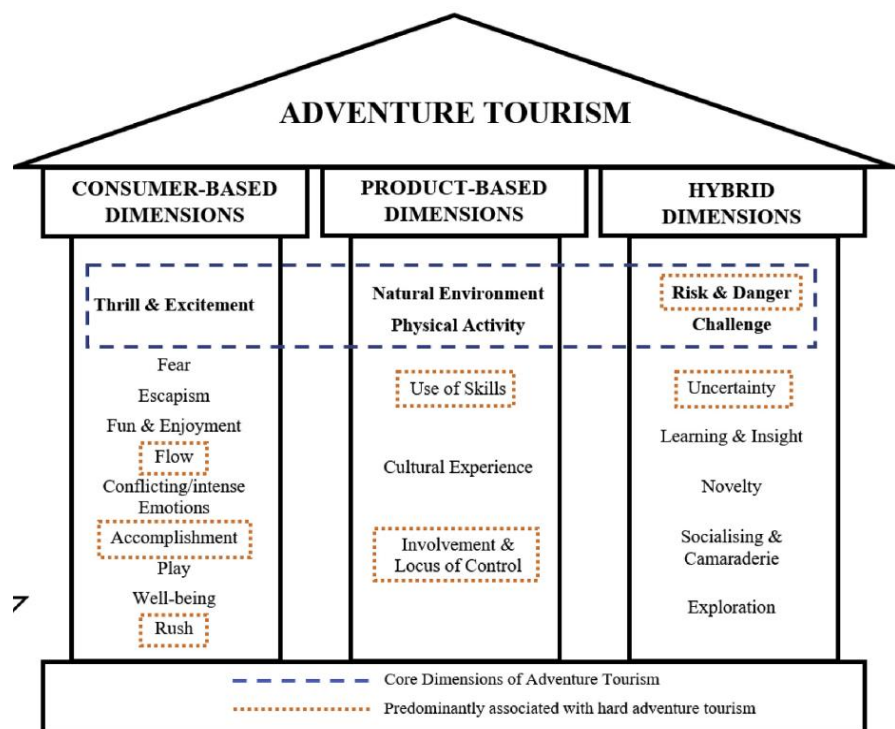 ADVENTURE TOURISM
CONSUMER-BASED
DIMENSIONS
Thrill & Excitement
Fear
Escapism
Fun & Enjoyment
Flow
Conflicting/intense
Emotions
Accomplishment
Play
Well-being
Rush
PRODUCT-BASED
DIMENSIONS
Natural Environment
Physical Activity
Use of Skills
Cultural Experience
Involvement &
Locus of Control
HYBRID
DIMENSIONS
Risk & Danger
Challenge
Uncertainty
Learning & Insight
Novelty
Socialising &
Camaraderie
Exploration
Core Dimensions of Adventure Tourism
Predominantly associated with hard adventure tourism